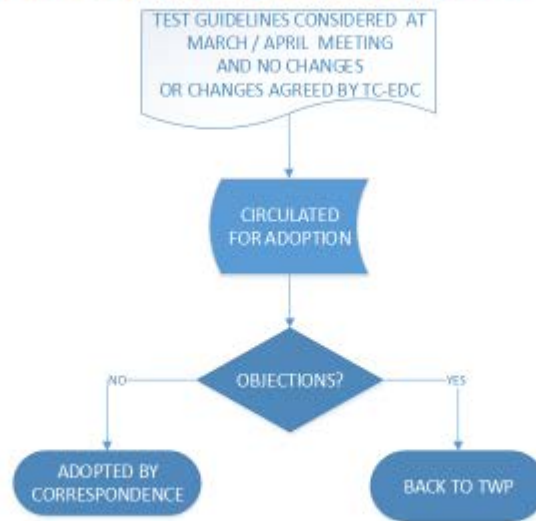 TEST GUIDELINES CONSIDERED AT
MARCH / APRIL MEETING
AND NO CHANGES
OR CHANGES AGREED BY TC-EDC
CIRCULATED
FOR ADOPTION
OBJECTIONS?
NO
YES
ADOPTED BY
CORRESPONDENCE
BACK TO TWP